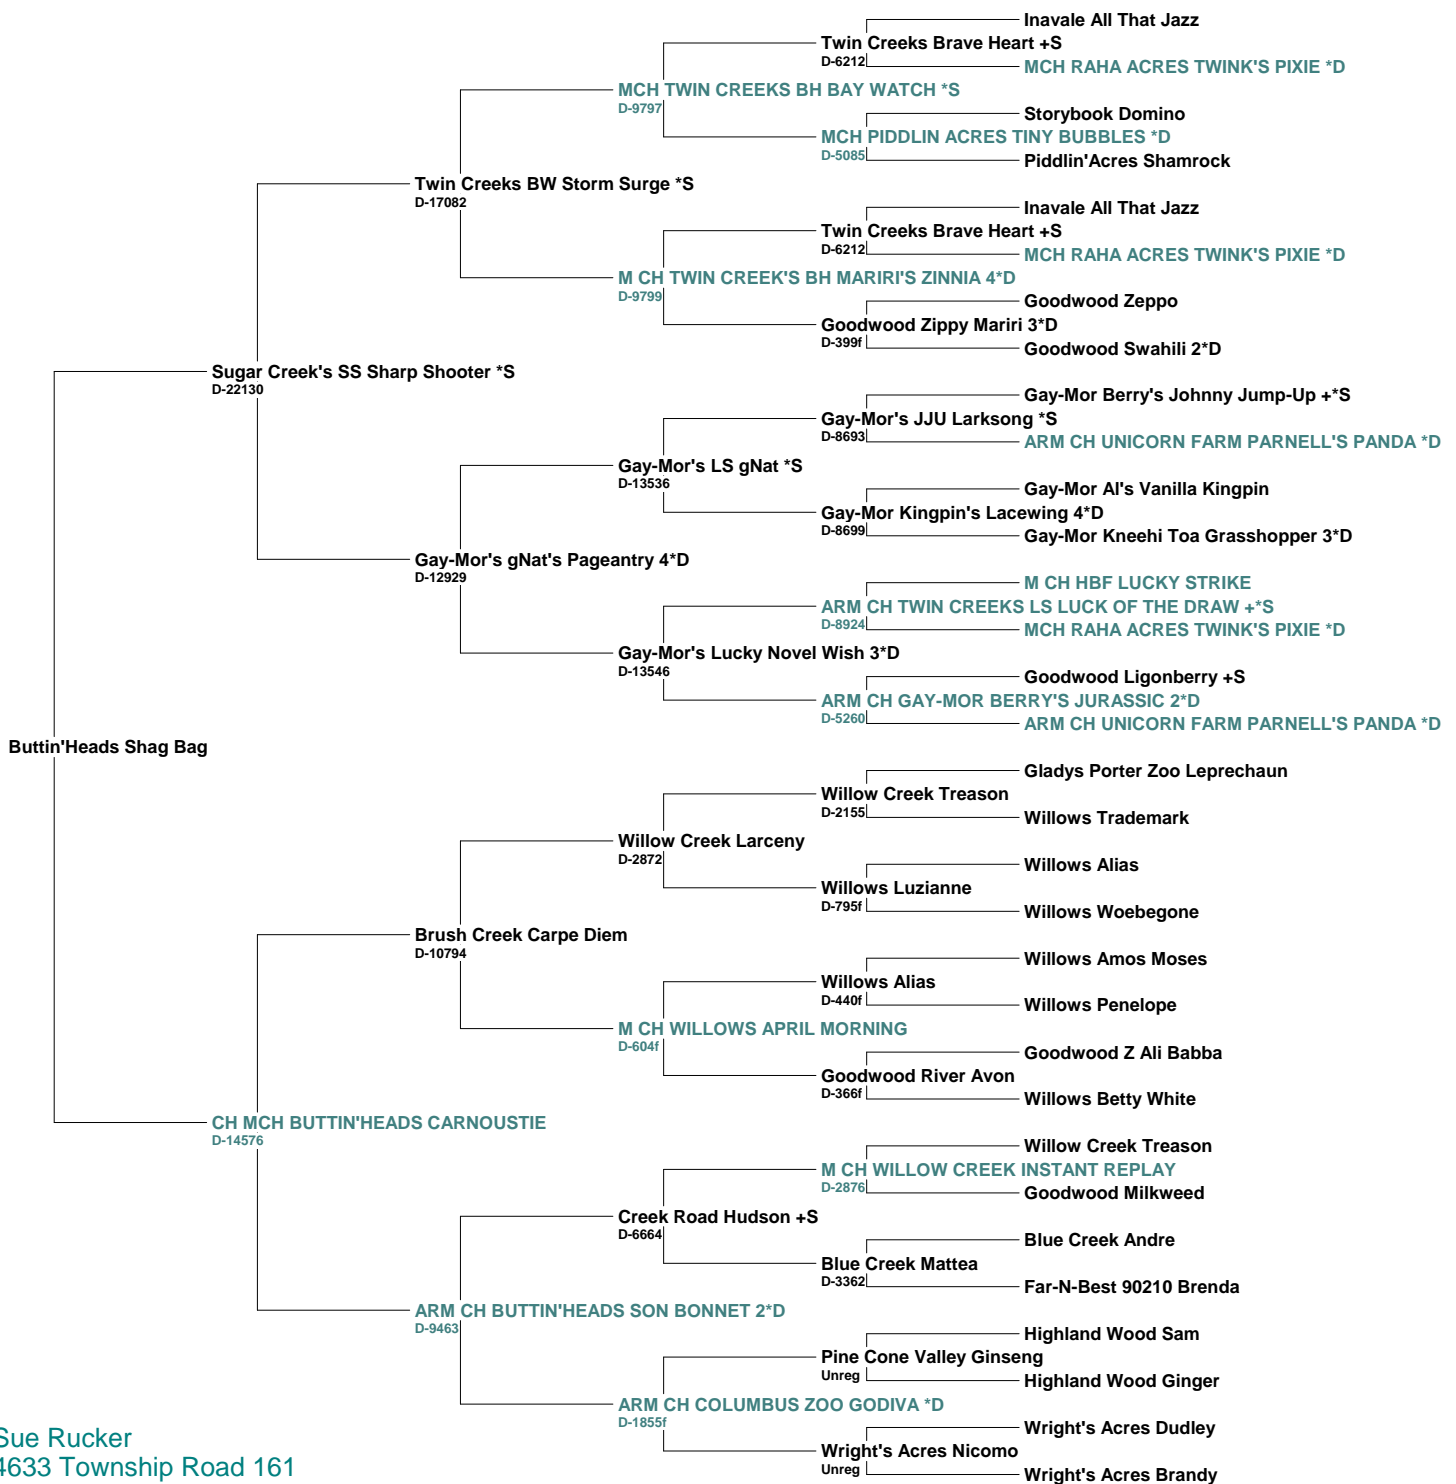 Inavale All That Jazz
Twin Creeks Brave Heart +S
D-6212
MCH RAHA ACRES TWINK'S PIXIE *D
MCH TWIN CREEKS BH BAY WATCH *S
D-9797
Storybook Domino
MCH PIDDLIN ACRES TINY BUBBLES *D
D-5085
Piddlin'Acres Shamrock
Twin Creeks BW Storm Surge *S
D-17082
Inavale All That Jazz
Twin Creeks Brave Heart +S
D-6212
MCH RAHA ACRES TWINK'S PIXIE *D
M CH TWIN CREEK'S BH MARIRI'S ZINNIA 4*D
D-9799
Goodwood Zeppo
Goodwood Zippy Mariri 3*D
D-399f
Goodwood Swahili 2*D
Sugar Creek's SS Sharp Shooter *S
D-22130
Gay-Mor Berry's Johnny Jump-Up +*S
Gay-Mor's JJU Larksong *S
D-8693
ARM CH UNICORN FARM PARNELL'S PANDA *D
Gay-Mor's LS gNat *S
D-13536
Gay-Mor Al's Vanilla Kingpin
Gay-Mor Kingpin's Lacewing 4*D
D-8699
Gay-Mor Kneehi Toa Grasshopper 3*D
Gay-Mor's gNat's Pageantry 4*D
D-12929
M CH HBF LUCKY STRIKE
ARM CH TWIN CREEKS LS LUCK OF THE DRAW +*S
D-8924
MCH RAHA ACRES TWINK'S PIXIE *D
Gay-Mor's Lucky Novel Wish 3*D
D-13546
Goodwood Ligonberry +S
ARM CH GAY-MOR BERRY'S JURASSIC 2*D
D-5260
ARM CH UNICORN FARM PARNELL'S PANDA *D
Buttin'Heads Shag Bag
Gladys Porter Zoo Leprechaun
Willow Creek Treason
D-2155
Willows Trademark
Willow Creek Larceny
D-2872
Willows Alias
Willows Luzianne
D-795f
Willows Woebegone
Brush Creek Carpe Diem
D-10794
Willows Amos Moses
Willows Alias
D-440f
Willows Penelope
M CH WILLOWS APRIL MORNING
D-604f
Goodwood Z Ali Babba
Goodwood River Avon
D-366f
Willows Betty White
CH MCH BUTTIN'HEADS CARNOUSTIE
D-14576
Willow Creek Treason
M CH WILLOW CREEK INSTANT REPLAY
D-2876
Goodwood Milkweed
Creek Road Hudson +S
D-6664
Blue Creek Andre
Blue Creek Mattea
D-3362
Far-N-Best 90210 Brenda
ARM CH BUTTIN'HEADS SON BONNET 2*D
D-9463
Highland Wood Sam
Pine Cone Valley Ginseng
Unreg
Highland Wood Ginger
ARM CH COLUMBUS ZOO GODIVA *D
D-1855f
Wright's Acres Dudley
Wright's Acres Nicomo
Unreg
Wright's Acres Brandy
Sue Rucker
4633 Township Road 161